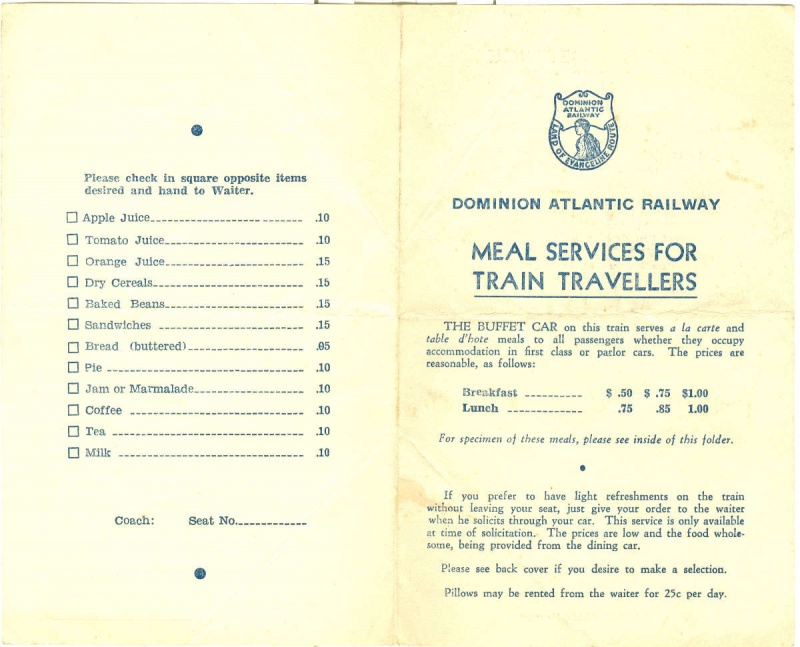 Please check in square opposite items
desired and hand to Waiter.
Apple Juice .10
Tomato Juice .10
Orange Juice .15
Dry Cereals .15
Baked Beans .15
Sandwiches .15
Bread (buttered) .05
Pie .10
Jam or Marmalade .10
Coffee .10
Tea .10
Milk .10
Coach: Seat No.
DOMINION
ATLANTIC
RAILWAY
LAND OF EVANGELINE ROUTE
DOMINION ATLANTIC RAILWAY
MEAL SERVICES FOR
TRAIN TRAVELLERS
THE BUFFET CAR on this train serves a la carte and
table d'hote meals to all passengers whether they occupy
accommodation in first class or parlor cars. The prices are
reasonable, as follows:
Breakfast $ .50 $ .75 $1.00
Lunch .75 .85 1.00
For specimen of these meals, please see inside of this folder.
If you prefer to have light refreshments on the train
without leaving your seat, just give your order to the waiter
when he solicits through your car. This service is only available
at time of solicitation. The prices are low and the food whole-
some, being provided from the dining car.
Please see back cover if you desire to make a selection.
Pillows may be rented from the waiter for 25c per day.